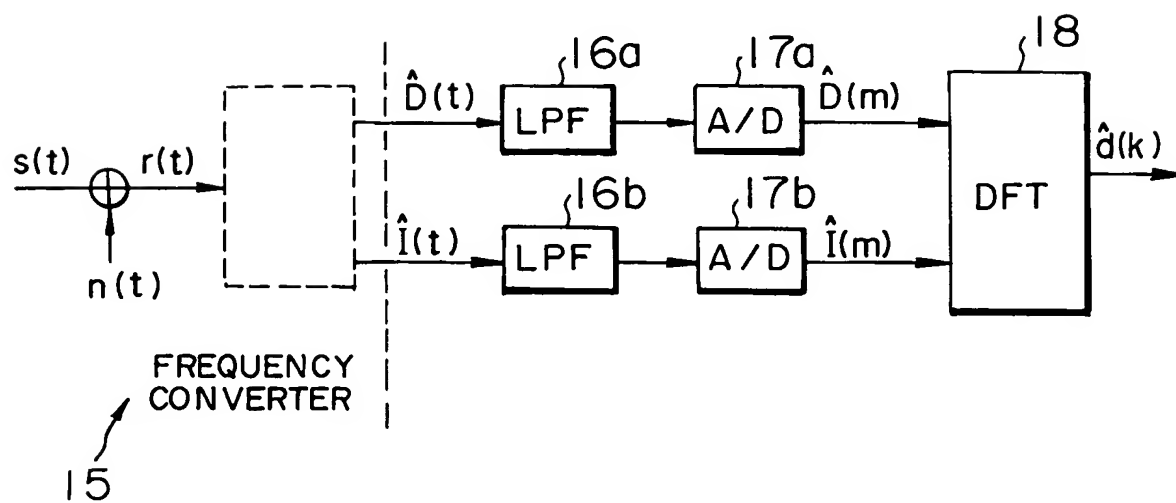 16a
17a
18
D̂(t)
LPF
A/D
D̂(m)
s(t)
r(t)
d̂(k)
DFT
16b
17b
Î(t)
LPF
A/D
Î(m)
n(t)
FREQUENCY
CONVERTER
15